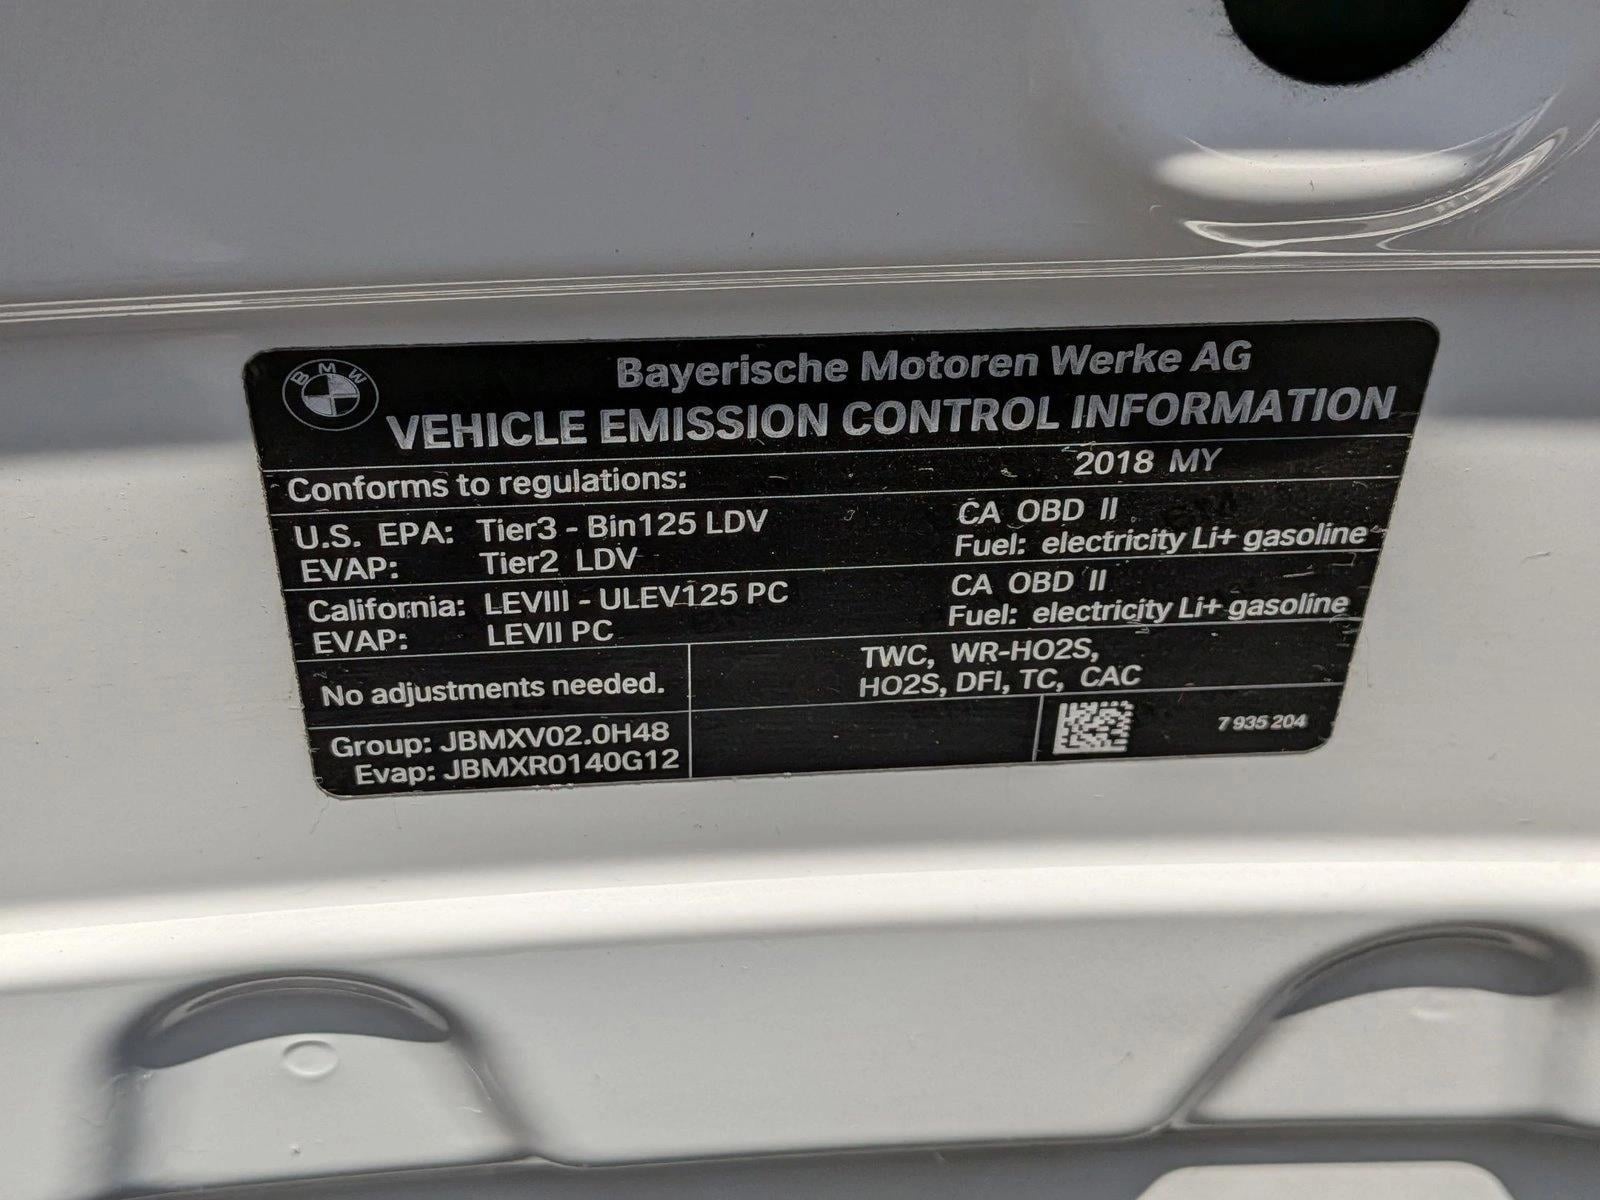 BMW
Bayerische Motoren Werke AG
VEHICLE EMISSION CONTROL INFORMATION
Conforms to regulations: 2018 MY
U.S. EPA: Tier3 - Bin125 LDV CA OBD II
EVAP: Tier2 LDV Fuel: electricity Li+ gasoline
California: LEVIII - ULEV125 PC CA OBD II
EVAP: LEVII PC Fuel: electricity Li+ gasoline
No adjustments needed.
TWC, WR-HO2S,
HO2S, DFI, TC, CAC
Group: JBMXV02.0H48
Evap: JBMXR0140G12
7 935 204